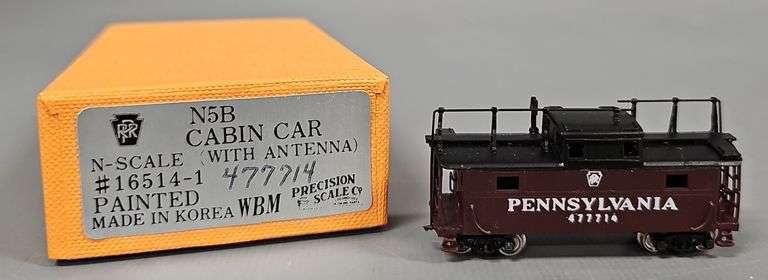 PRR
N5B
CABIN CAR
N-SCALE (WITH ANTENNA)
#16514-1 477714
PAINTED
MADE IN KOREA WBM
PRECISION
SCALE Co
PENNSYLVANIA
477714